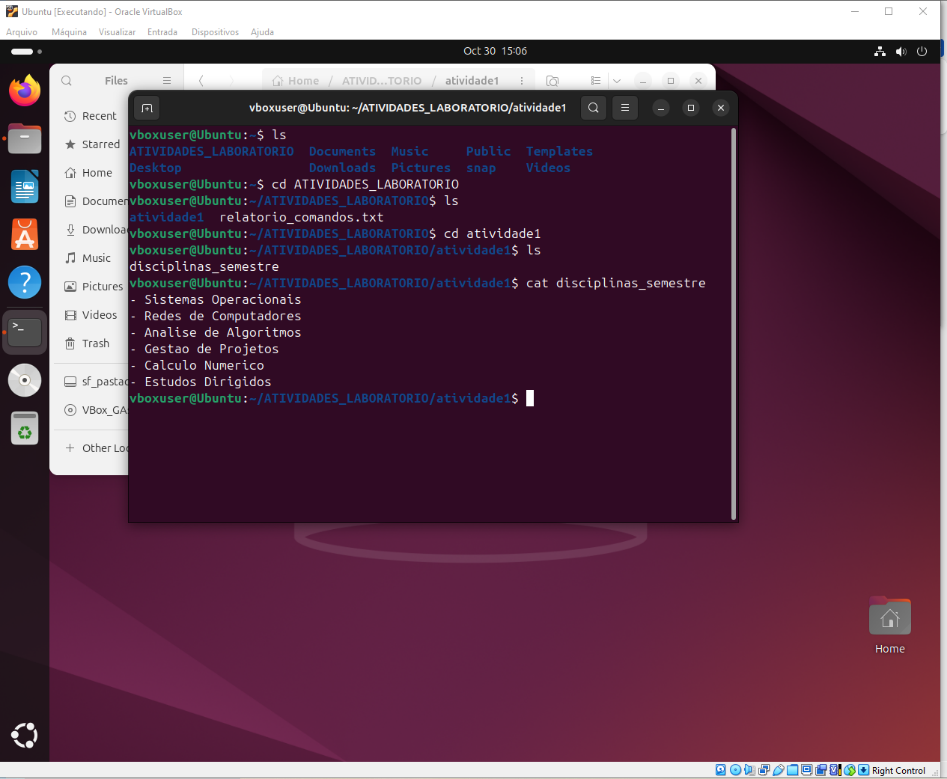 Ubuntu [Executando] - Oracle VirtualBox
Arquivo Máquina Visualizar Entrada Dispositivos Ajuda
Oct 30 15:06
Files
Home / ATIVID...TORIO / atividade1
Recent
Starred
Home
Documen
Downloa
Music
Pictures
Videos
Trash
sf_pasta
VBox_GA
Other Loc
vboxuser@Ubuntu: ~/ATIVIDADES_LABORATORIO/atividade1
vboxuser@Ubuntu:~$ ls
ATIVIDADES_LABORATORIO Documents Music Public Templates
Desktop Downloads Pictures snap Videos
vboxuser@Ubuntu:~$ cd ATIVIDADES_LABORATORIO
vboxuser@Ubuntu:~/ATIVIDADES_LABORATORIO$ ls
atividade1 relatorio_comandos.txt
vboxuser@Ubuntu:~/ATIVIDADES_LABORATORIO$ cd atividade1
vboxuser@Ubuntu:~/ATIVIDADES_LABORATORIO/atividade1$ ls
disciplinas_semestre
vboxuser@Ubuntu:~/ATIVIDADES_LABORATORIO/atividade1$ cat disciplinas_semestre
- Sistemas Operacionais
- Redes de Computadores
- Analise de Algoritmos
- Gestao de Projetos
- Calculo Numerico
- Estudos Dirigidos
vboxuser@Ubuntu:~/ATIVIDADES_LABORATORIO/atividade1$
Home
Right Control